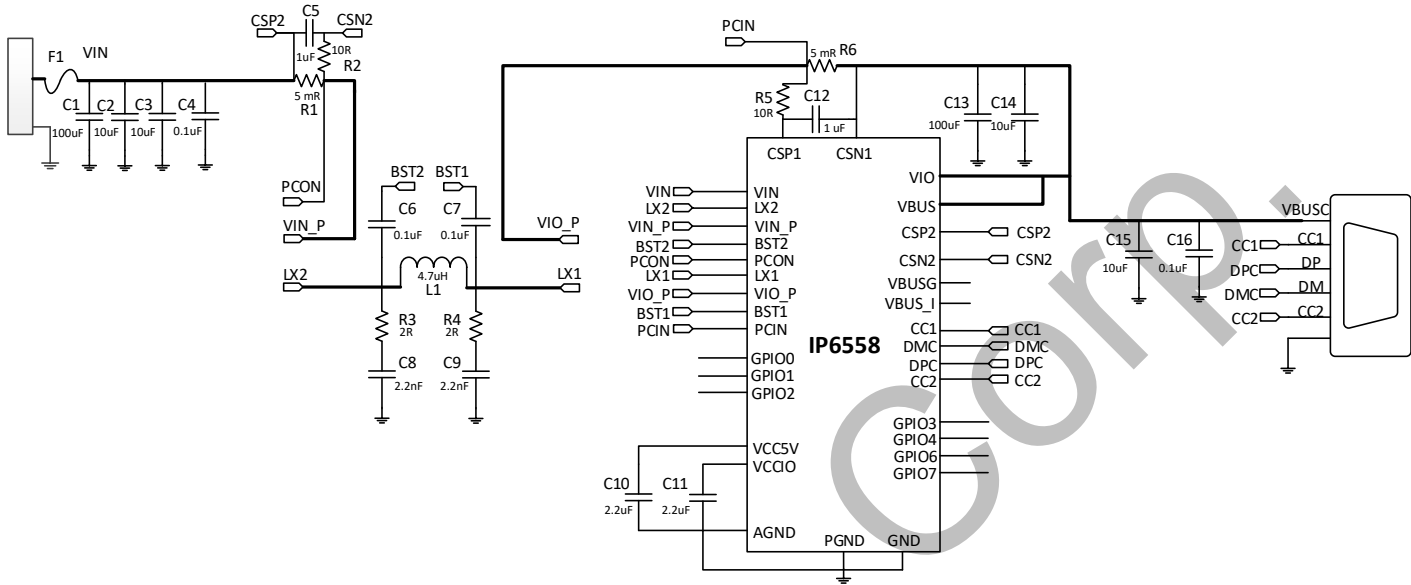 F1
VIN
CSP2
C5
CSN2
1uF
10R
R2
5 mR
R1
C1
100uF
C2
10uF
C3
10uF
C4
0.1uF
PCON
VIN_P
BST2
BST1
C6
0.1uF
C7
0.1uF
LX2
4.7uH
L1
LX1
VIO_P
R3
2R
R4
2R
C8
2.2nF
C9
2.2nF
PCIN
5 mR R6
R5
10R
C12
1 uF
C13
100uF
C14
10uF
CSP1
CSN1
VIN VIN
LX2 LX2
VIN_P VIN_P
BST2 BST2
PCON PCON
LX1 LX1
VIO_P VIO_P
BST1 BST1
PCIN PCIN
GPIO0
GPIO1
GPIO2
VCC5V
VCCIO
AGND
PGND
GND
IP6558
VIO
VBUS
CSP2 CSP2
CSN2 CSN2
VBUSG
VBUS_I
CC1 CC1
DMC DMC
DPC DPC
CC2 CC2
GPIO3
GPIO4
GPIO6
GPIO7
C10
2.2uF
C11
2.2uF
C15
10uF
C16
0.1uF
VBUSC
CC1 CC1
DPC DP
DMC DM
CC2 CC2
Corp.